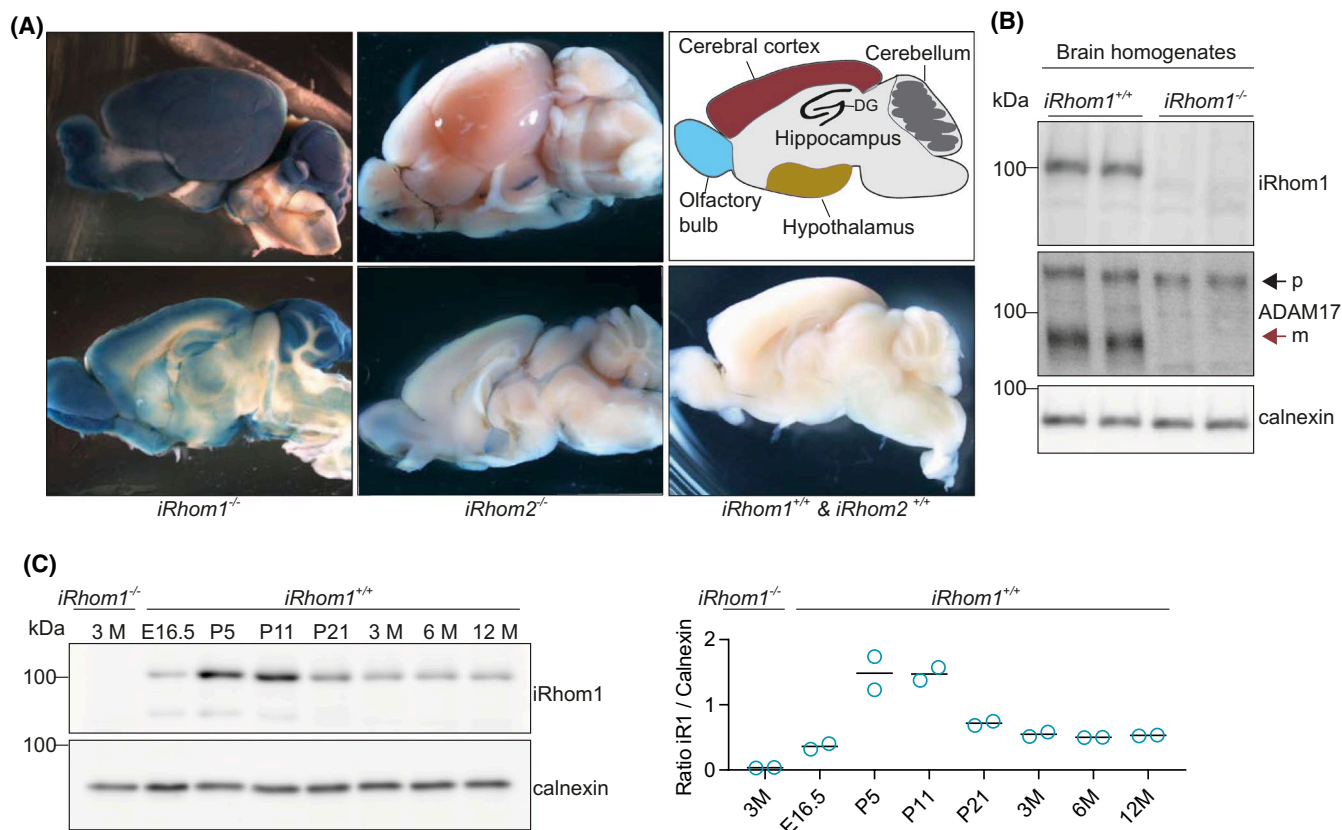 (A)
Cerebral cortex
Cerebellum
DG
Hippocampus
Olfactory
bulb
Hypothalamus
iRhom1-/-
iRhom2-/-
iRhom1+/+ & iRhom2 +/+
(B)
Brain homogenates
kDa
iRhom1+/+
iRhom1-/-
100
iRhom1
p
100
ADAM17
m
100
calnexin
(C)
iRhom1-/-
iRhom1+/+
kDa
3 M E16.5 P5 P11 P21 3 M 6 M 12 M
100
iRhom1
100
calnexin
iRhom1-/-
iRhom1+/+
Ratio iR1 / Calnexin
2
1
0
3M E16.5 P5 P11 P21 3M 6M 12M